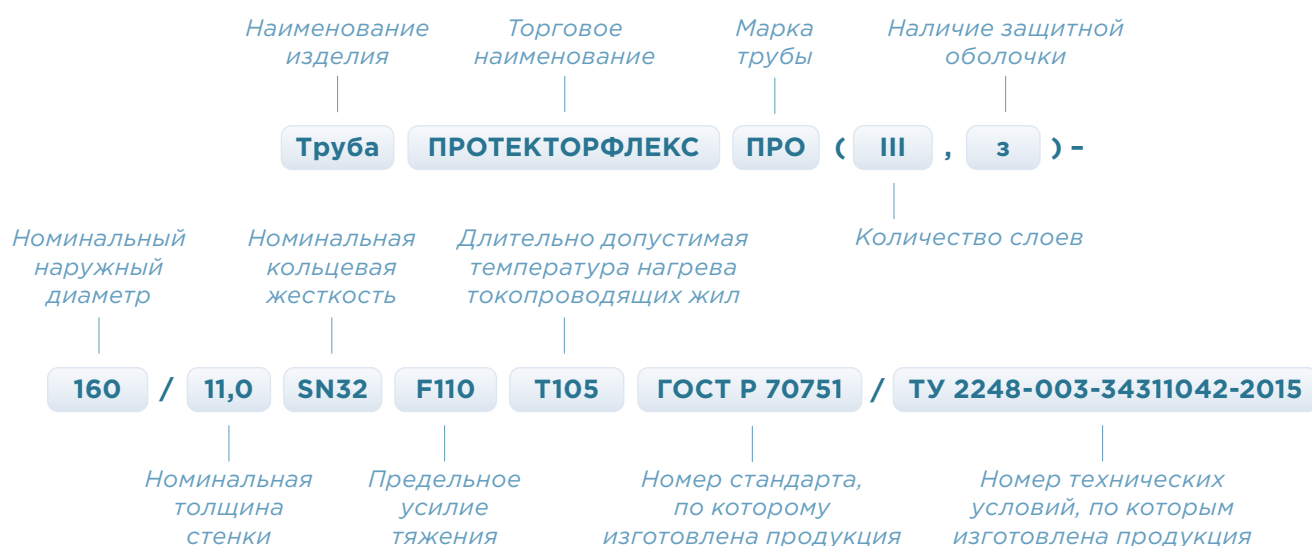 Наименование Торговое Марка Наличие защитной
изделия наименование трубы оболочки
Труба ПРОТЕКТОРФЛЕКС ПРО ( III , з ) –
Количество слоев
Номинальный Номинальная Длительно допустимая
наружный кольцевая температура нагрева
диаметр жесткость токопроводящих жил
160 / 11,0 SN32 F110 T105 ГОСТ Р 70751 / ТУ 2248-003-34311042-2015
Номинальная Предельное Номер стандарта, Номер технических
толщина усилие по которому условий, по которым
стенки тяжения изготовлена продукция изготовлена продукция